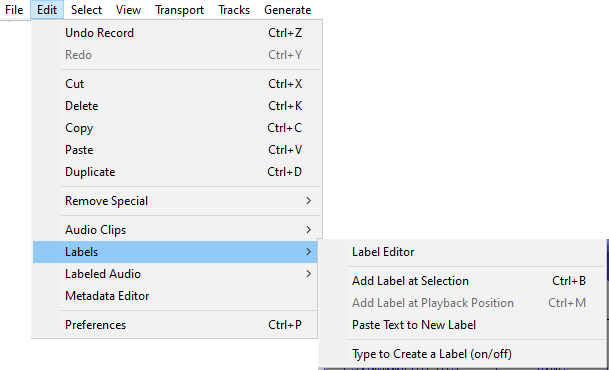 File Edit Select View Transport Tracks Generate
Undo Record Ctrl+Z
Redo Ctrl+Y
Cut Ctrl+X
Delete Ctrl+K
Copy Ctrl+C
Paste Ctrl+V
Duplicate Ctrl+D
Remove Special >
Audio Clips >
Labels >
Labeled Audio >
Metadata Editor
Preferences Ctrl+P
Label Editor
Add Label at Selection Ctrl+B
Add Label at Playback Position Ctrl+M
Paste Text to New Label
Type to Create a Label (on/off)